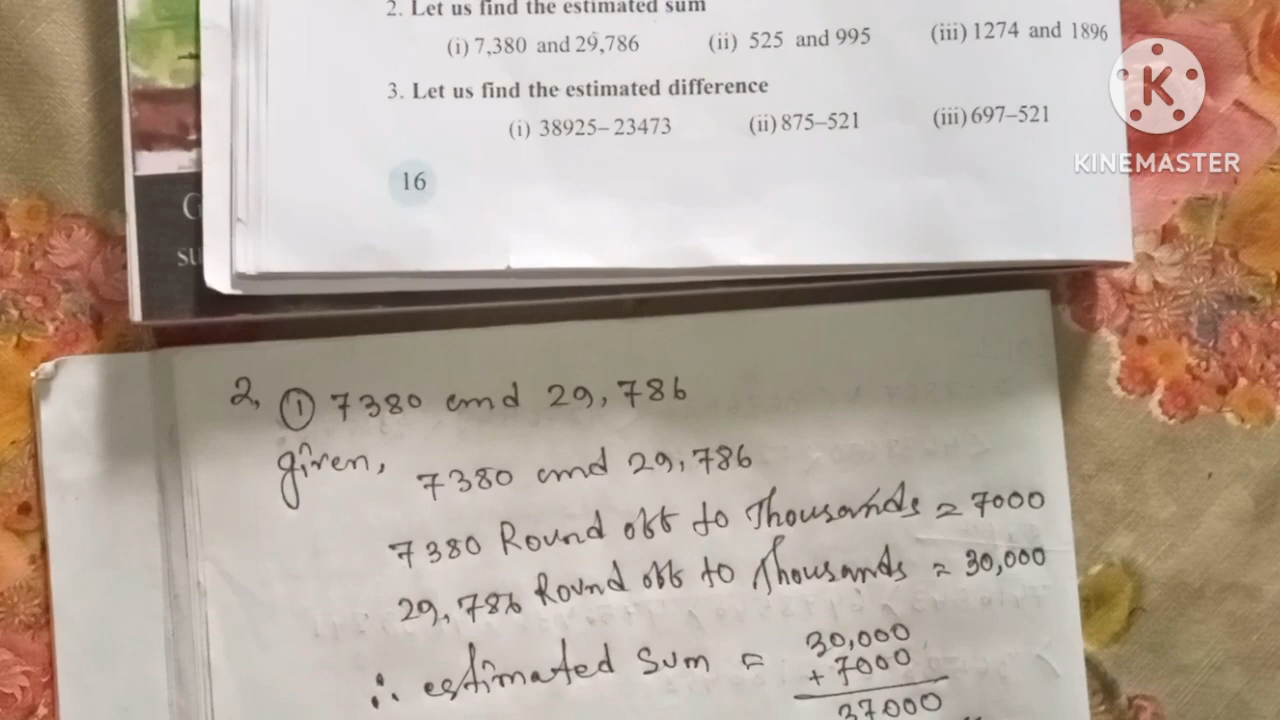 2. Let us find the estimated sum
(i) 7,380 and 29,786 (ii) 525 and 995 (iii) 1274 and 1896
3. Let us find the estimated difference
(i) 38925–23473 (ii) 875–521 (iii) 697–521
16
G
su
K
KINEMASTER
2, ① 7380 and 29,786
given, 7380 and 29,786
7380 Round off to Thousands = 7000
29,786 Round off to Thousands = 30,000
∴ estimated sum = 30,000
+ 7000
37000